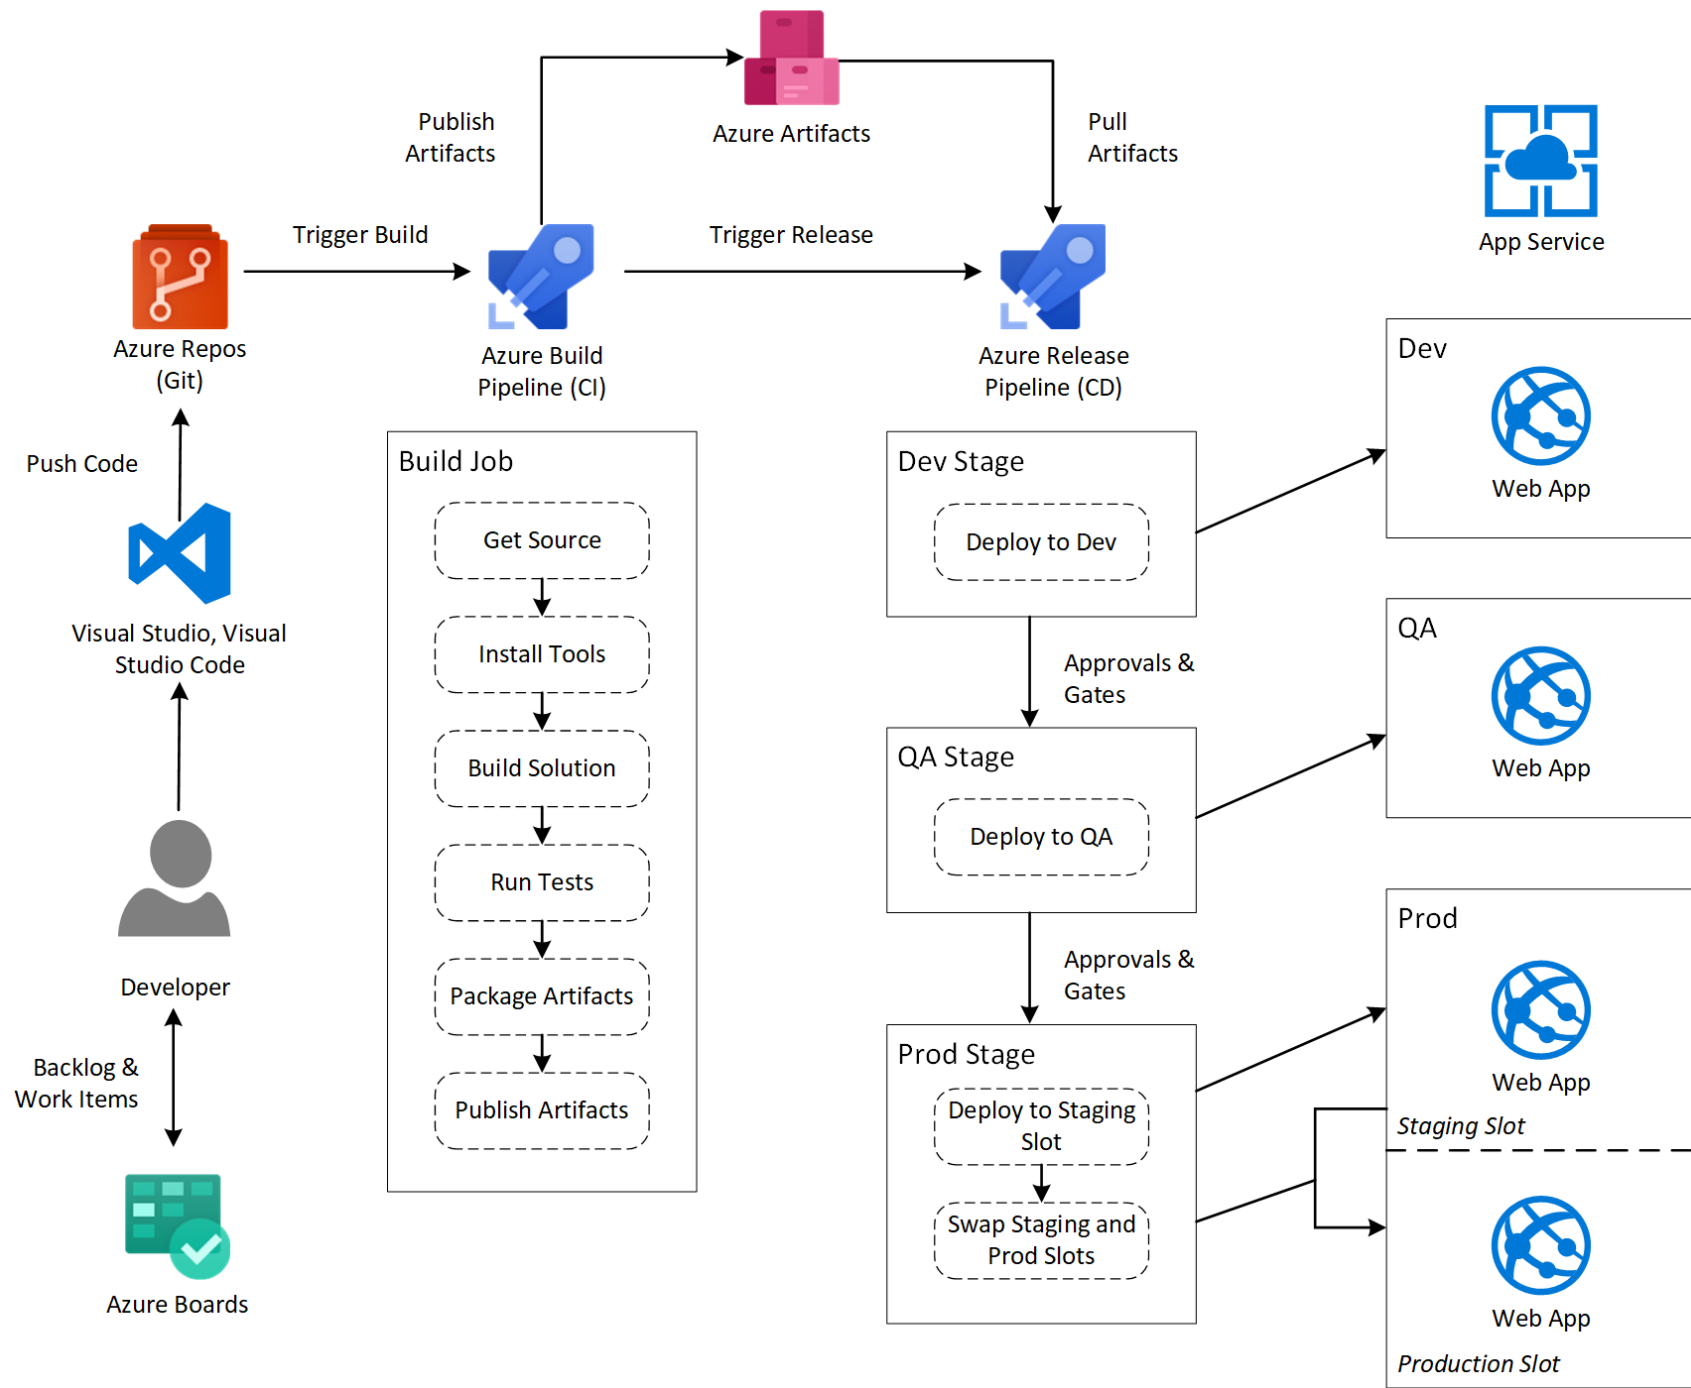 Publish
Artifacts
Azure Artifacts
Pull
Artifacts
App Service
Trigger Build
Trigger Release
Azure Repos
(Git)
Azure Build
Pipeline (CI)
Azure Release
Pipeline (CD)
Push Code
Visual Studio, Visual
Studio Code
Developer
Backlog &
Work Items
Azure Boards
Build Job
Get Source
Install Tools
Build Solution
Run Tests
Package Artifacts
Publish Artifacts
Dev Stage
Deploy to Dev
Approvals &
Gates
QA Stage
Deploy to QA
Approvals &
Gates
Prod Stage
Deploy to Staging
Slot
Swap Staging and
Prod Slots
Dev
Web App
QA
Web App
Prod
Web App
Staging Slot
Web App
Production Slot